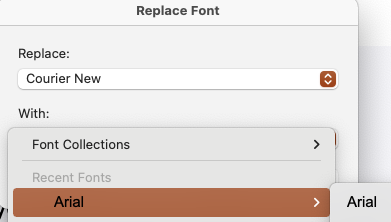 Replace Font
Replace:
Courier New
With:
Font Collections
Recent Fonts
Arial
Arial